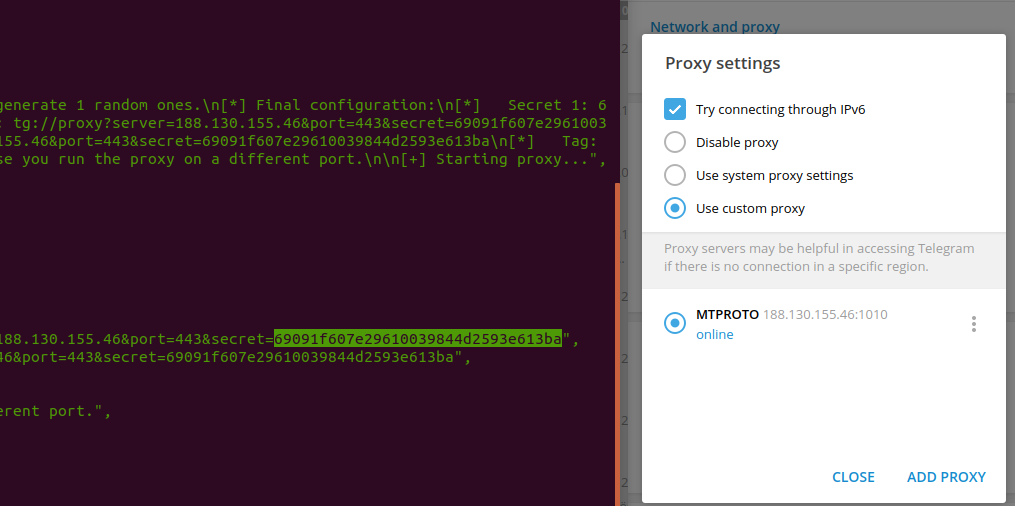 generate 1 random ones.\n[*] Final configuration:\n[*]   Secret 1: 6
: tg://proxy?server=188.130.155.46&port=443&secret=69091f607e2961003
155.46&port=443&secret=69091f607e29610039844d2593e613ba\n[*]   Tag:
se you run the proxy on a different port.\n\n[+] Starting proxy...",
188.130.155.46&port=443&secret=69091f607e29610039844d2593e613ba",
46&port=443&secret=69091f607e29610039844d2593e613ba",
erent port.",
Network and proxy
Proxy settings
Try connecting through IPv6
Disable proxy
Use system proxy settings
Use custom proxy
Proxy servers may be helpful in accessing Telegram
if there is no connection in a specific region.
MTPROTO 188.130.155.46:1010
online
CLOSE ADD PROXY